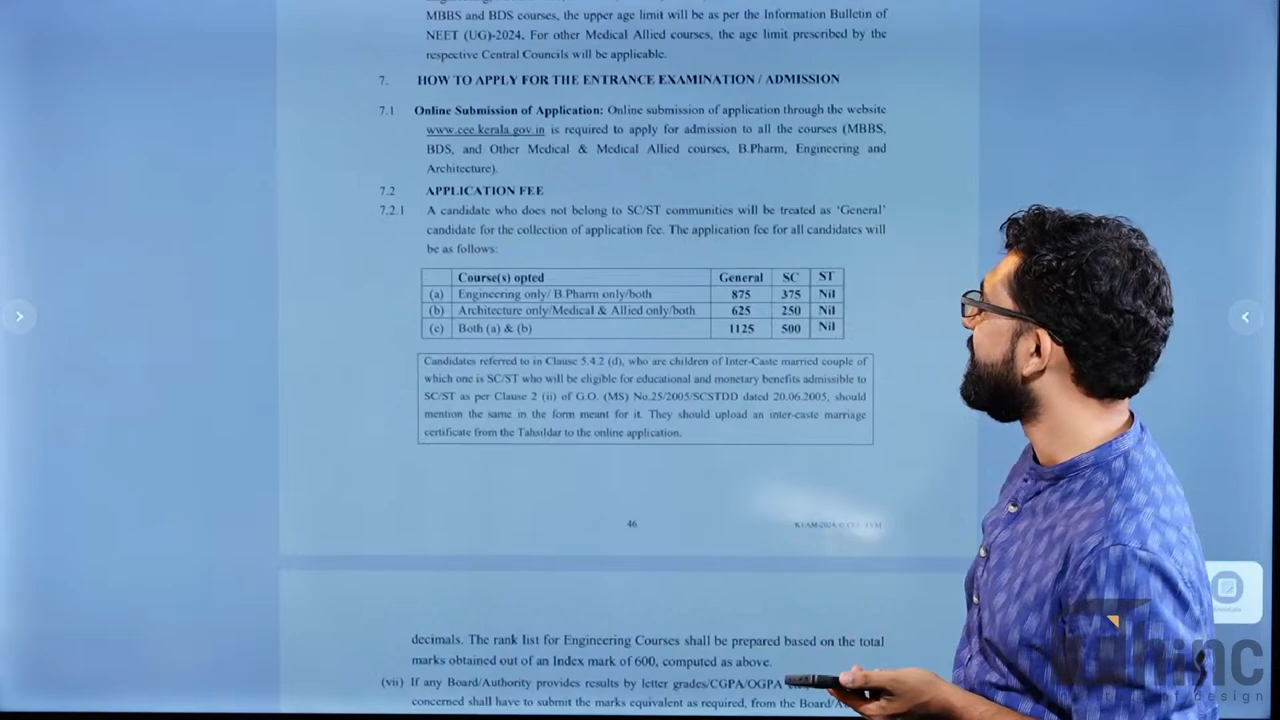 MBBS and BDS courses, the upper age limit will be as per the Information Bulletin of
NEET (UG)-2024. For other Medical Allied courses, the age limit prescribed by the
respective Central Councils will be applicable.
7. HOW TO APPLY FOR THE ENTRANCE EXAMINATION / ADMISSION
7.1 Online Submission of Application: Online submission of application through the website
www.cee.kerala.gov.in is required to apply for admission to all the courses (MBBS,
BDS, and Other Medical & Medical Allied courses, B.Pharm, Engineering and
Architecture).
7.2 APPLICATION FEE
7.2.1 A candidate who does not belong to SC/ST communities will be treated as 'General'
candidate for the collection of application fee. The application fee for all candidates will
be as follows:
Course(s) opted General SC ST
(a) Engineering only/ B.Pharm only/both 875 375 Nil
(b) Architecture only/Medical & Allied only/both 625 250 Nil
(c) Both (a) & (b) 1125 500 Nil
Candidates referred to in Clause 5.4.2 (d), who are children of Inter-Caste married couple of
which one is SC/ST who will be eligible for educational and monetary benefits admissible to
SC/ST as per Clause 2 (ii) of G.O. (MS) No.25/2005/SCSTDD dated 20.06.2005, should
mention the same in the form meant for it. They should upload an inter-caste marriage
certificate from the Tahsildar to the online application.
46
KEAM-2024,
decimals. The rank list for Engineering Courses shall be prepared based on the total
marks obtained out of an Index mark of 600, computed as above.
(vii) If any Board/Authority provides results by letter grades/CGPA/OGPA
concerned shall have to submit the marks equivalent as required, from the
thinc
of design